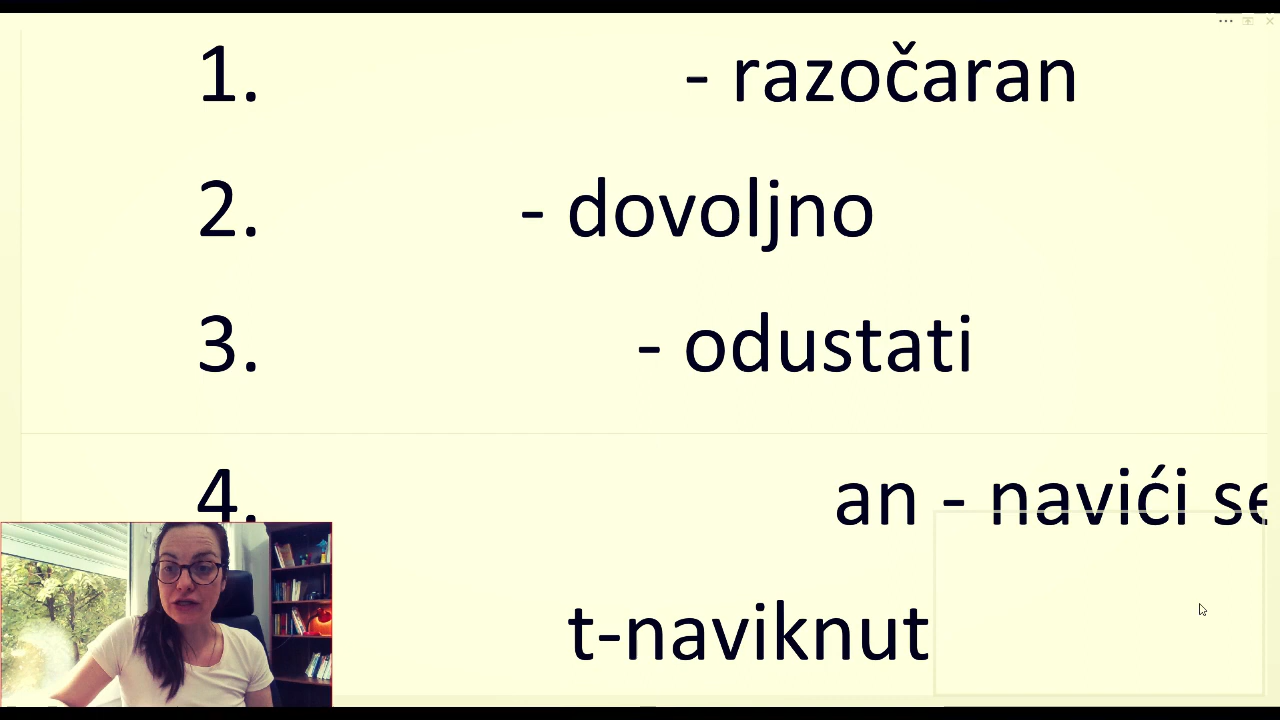 1. - razočaran
2. - dovoljno
3. - odustati
4. an - navići se
t-naviknut